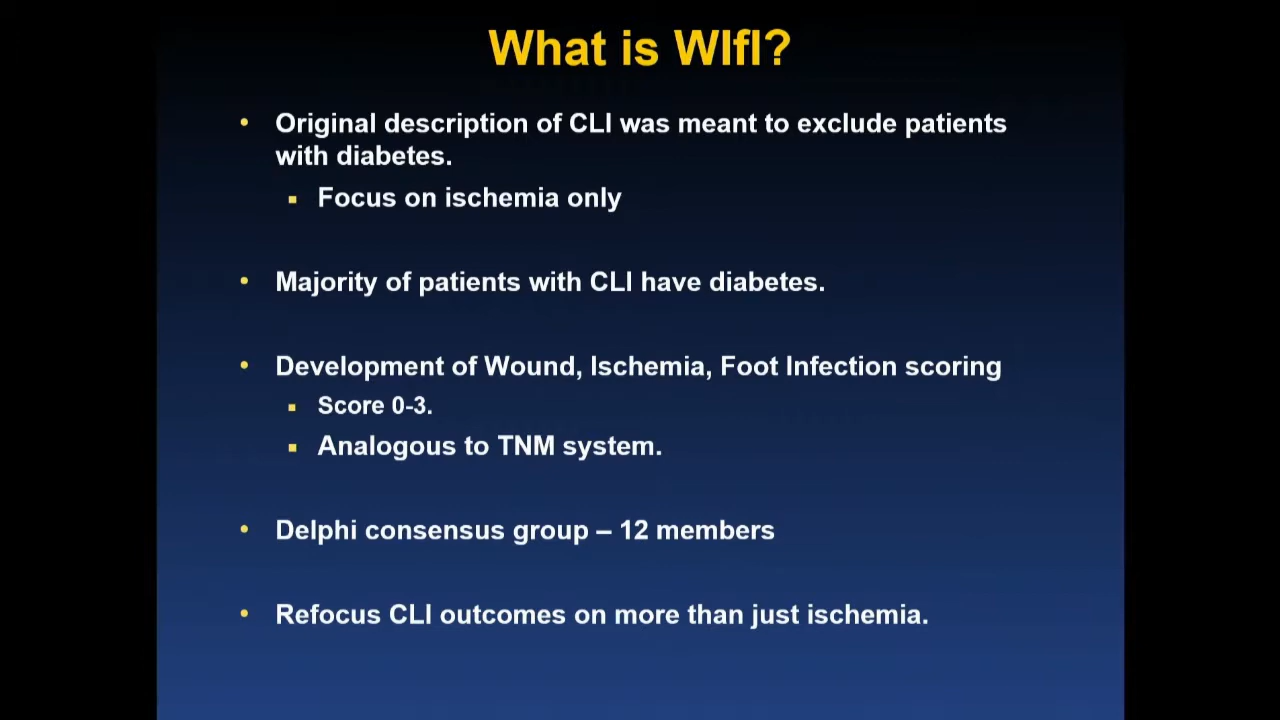 What is WIfI?
• Original description of CLI was meant to exclude patients
with diabetes.
▪ Focus on ischemia only
• Majority of patients with CLI have diabetes.
• Development of Wound, Ischemia, Foot Infection scoring
▪ Score 0-3.
▪ Analogous to TNM system.
• Delphi consensus group – 12 members
• Refocus CLI outcomes on more than just ischemia.